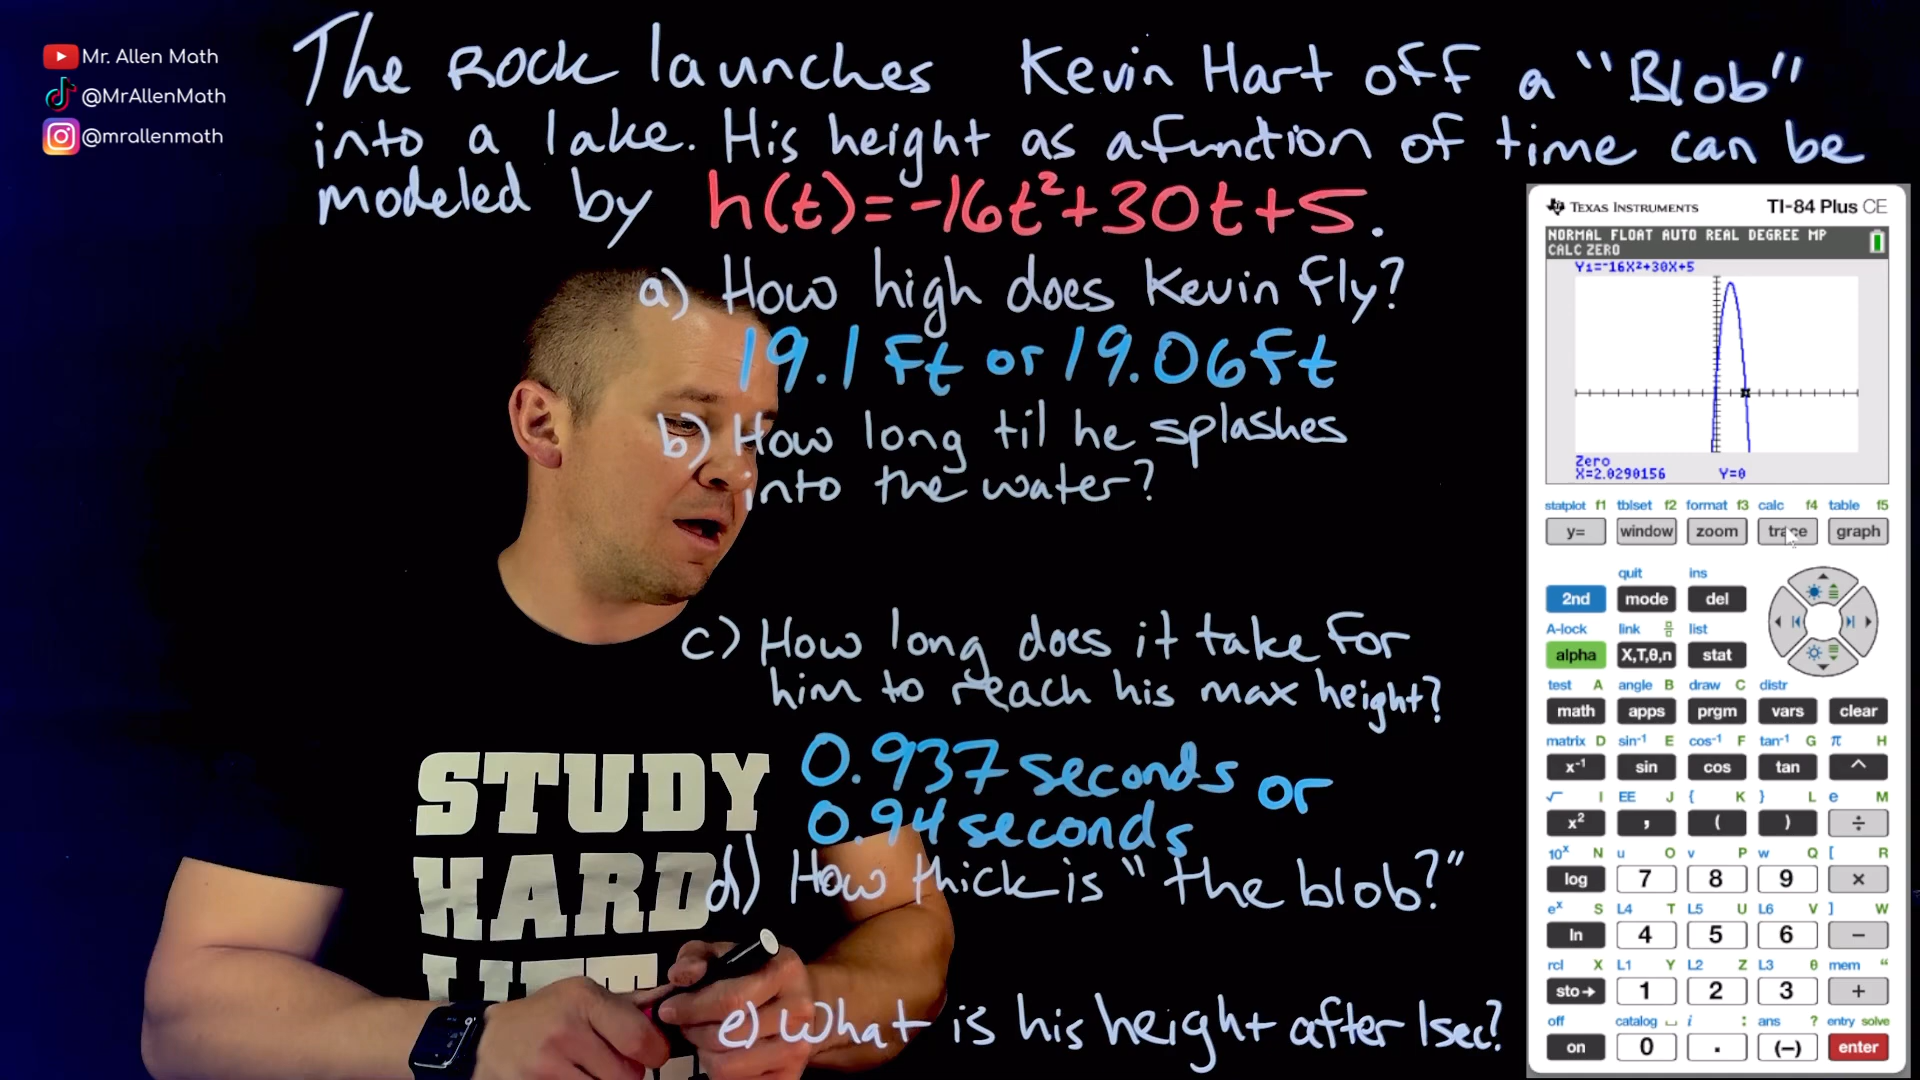 Mr. Allen Math
@MrAllenMath
@mrallenmath
The Rock launches Kevin Hart off a "Blob"
into a lake. His height as a function of time can be
modeled by h(t)=-16t²+30t+5.
a) How high does Kevin fly?
19.1 ft or 19.06 ft
b) How long til he splashes
into the water?
c) How long does it take for
him to reach his max height?
0.937 seconds or
0.94 seconds
d) How thick is "the blob?"
e) What is his height after 1sec?
STUDY
HARD
TEXAS INSTRUMENTS TI-84 Plus CE
NORMAL FLOAT AUTO REAL DEGREE MP
CALC ZERO
Y1=-16X²+30X+5
Zero
X=2.0290156 Y=0
statplot f1 tblset f2 format f3 calc f4 table f5
y= window zoom trace graph
quit ins
2nd mode del
A-lock link list
alpha X,T,θ,n stat
test A angle B draw C distr
math apps prgm vars clear
matrix D sin⁻¹ E cos⁻¹ F tan⁻¹ G π H
x⁻¹ sin cos tan ^
√ I EE J { K } L e M
x² , ( ) ÷
10ˣ N u O v P w Q [ R
log 7 8 9 ×
eˣ S L4 T L5 U L6 V ] W
ln 4 5 6 −
rcl X L1 Y L2 Z L3 θ mem "
sto→ 1 2 3 +
off catalog i : ans ? entry solve
on 0 . (−) enter